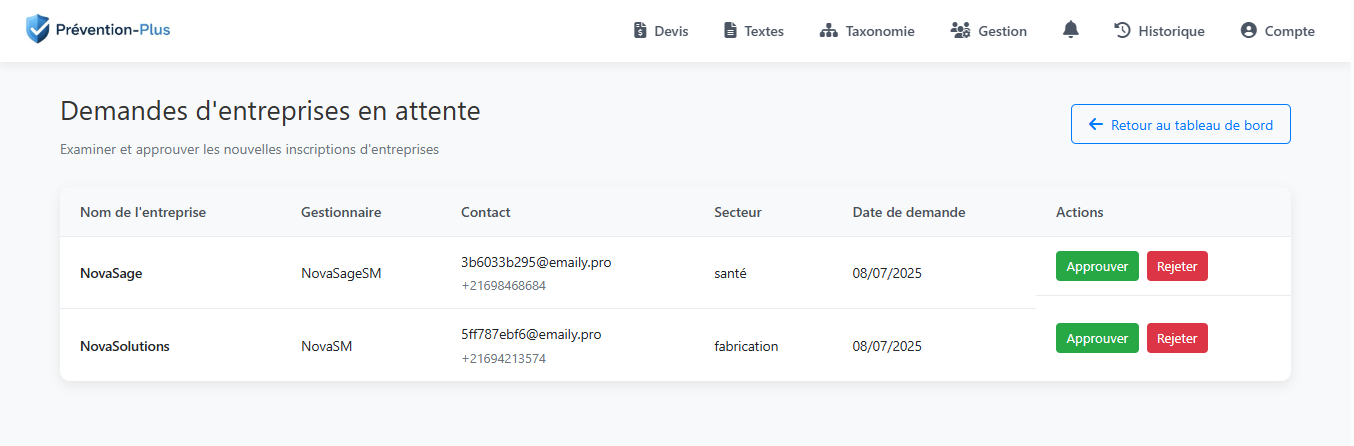 Prévention-Plus
Devis Textes Taxonomie Gestion Historique Compte
Demandes d'entreprises en attente
Retour au tableau de bord
Examiner et approuver les nouvelles inscriptions d'entreprises
Nom de l'entreprise Gestionnaire Contact Secteur Date de demande Actions
NovaSage NovaSageSM 3b6033b295@emaily.pro santé 08/07/2025 Approuver Rejeter
+21698468684
NovaSolutions NovaSM 5ff787ebf6@emaily.pro fabrication 08/07/2025 Approuver Rejeter
+21694213574